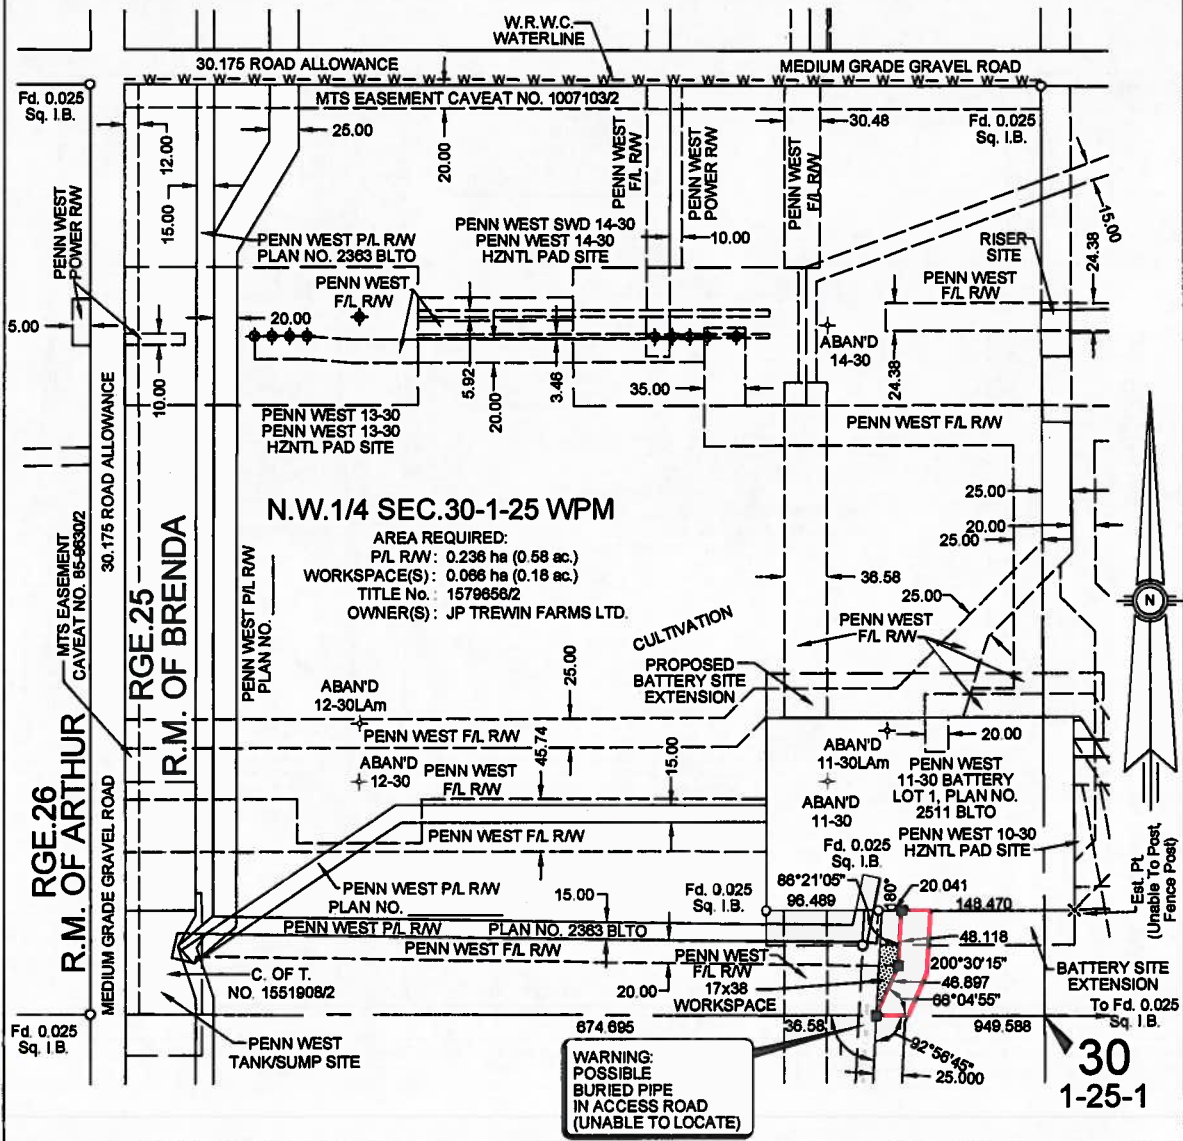 W.R.W.C.
WATERLINE
30.175 ROAD ALLOWANCE
MEDIUM GRADE GRAVEL ROAD
W W W W W W W W W W W W W W W W W W W W W W W W W W W W W W
Fd. 0.025
Sq. I.B.
MTS EASEMENT CAVEAT NO. 1007103/2
25.00
30.48
Fd. 0.025
Sq. I.B.
12.00
20.00
15.00
PENN WEST
F/L R/W
PENN WEST
POWER R/W
PENN WEST
F/L R/W
15.00
PENN WEST
POWER R/W
PENN WEST P/L R/W
PLAN NO. 2363 BLTO
PENN WEST SWD 14-30
PENN WEST 14-30
HZNTL PAD SITE
10.00
RISER
SITE
24.38
PENN WEST
F/L R/W
PENN WEST
F/L R/W
5.00
20.00
ABAN'D
14-30
10.00
5.92
20.00
3.46
35.00
24.38
PENN WEST 13-30
PENN WEST 13-30
HZNTL PAD SITE
PENN WEST F/L R/W
30.175 ROAD ALLOWANCE
N.W.1/4 SEC.30-1-25 WPM
AREA REQUIRED:
P/L R/W: 0.236 ha (0.58 ac.)
WORKSPACE(S): 0.066 ha (0.16 ac.)
TITLE No.: 1579656/2
OWNER(S): JP TREWIN FARMS LTD.
25.00
20.00
25.00
MTS EASEMENT
CAVEAT NO. 85-9630/2
RGE.25
R.M. OF BRENDA
PENN WEST P/L R/W
PLAN NO.
36.58
25.00
N
CULTIVATION
PENN WEST
F/L R/W
PROPOSED
BATTERY SITE
EXTENSION
25.00
ABAN'D
12-30LAm
PENN WEST F/L R/W
45.74
15.00
20.00
ABAN'D
11-30LAm
ABAN'D
12-30
PENN WEST
F/L R/W
PENN WEST
11-30 BATTERY
LOT 1, PLAN NO.
2511 BLTO
ABAN'D
11-30
RGE.26
R.M. OF ARTHUR
MEDIUM GRADE GRAVEL ROAD
PENN WEST F/L R/W
PENN WEST 10-30
HZNTL PAD SITE
Fd. 0.025
Sq. I.B.
Est. Pt.
(Unable To Post,
Fence Post)
PENN WEST P/L R/W
PLAN NO.
15.00
Fd. 0.025
Sq. I.B.
86°21'05"
96.489
180°
20.041
148.470
PENN WEST P/L R/W
PLAN NO. 2363 BLTO
PENN WEST F/L R/W
48.118
C. OF T.
NO. 1551908/2
20.00
PENN WEST
F/L R/W
17x38
WORKSPACE
200°30'15"
46.897
66°04'55"
BATTERY SITE
EXTENSION
To Fd. 0.025
Sq. I.B.
Fd. 0.025
Sq. I.B.
674.695
36.58
949.588
PENN WEST
TANK/SUMP SITE
92°56'45"
25.000
WARNING:
POSSIBLE
BURIED PIPE
IN ACCESS ROAD
(UNABLE TO LOCATE)
30
1-25-1